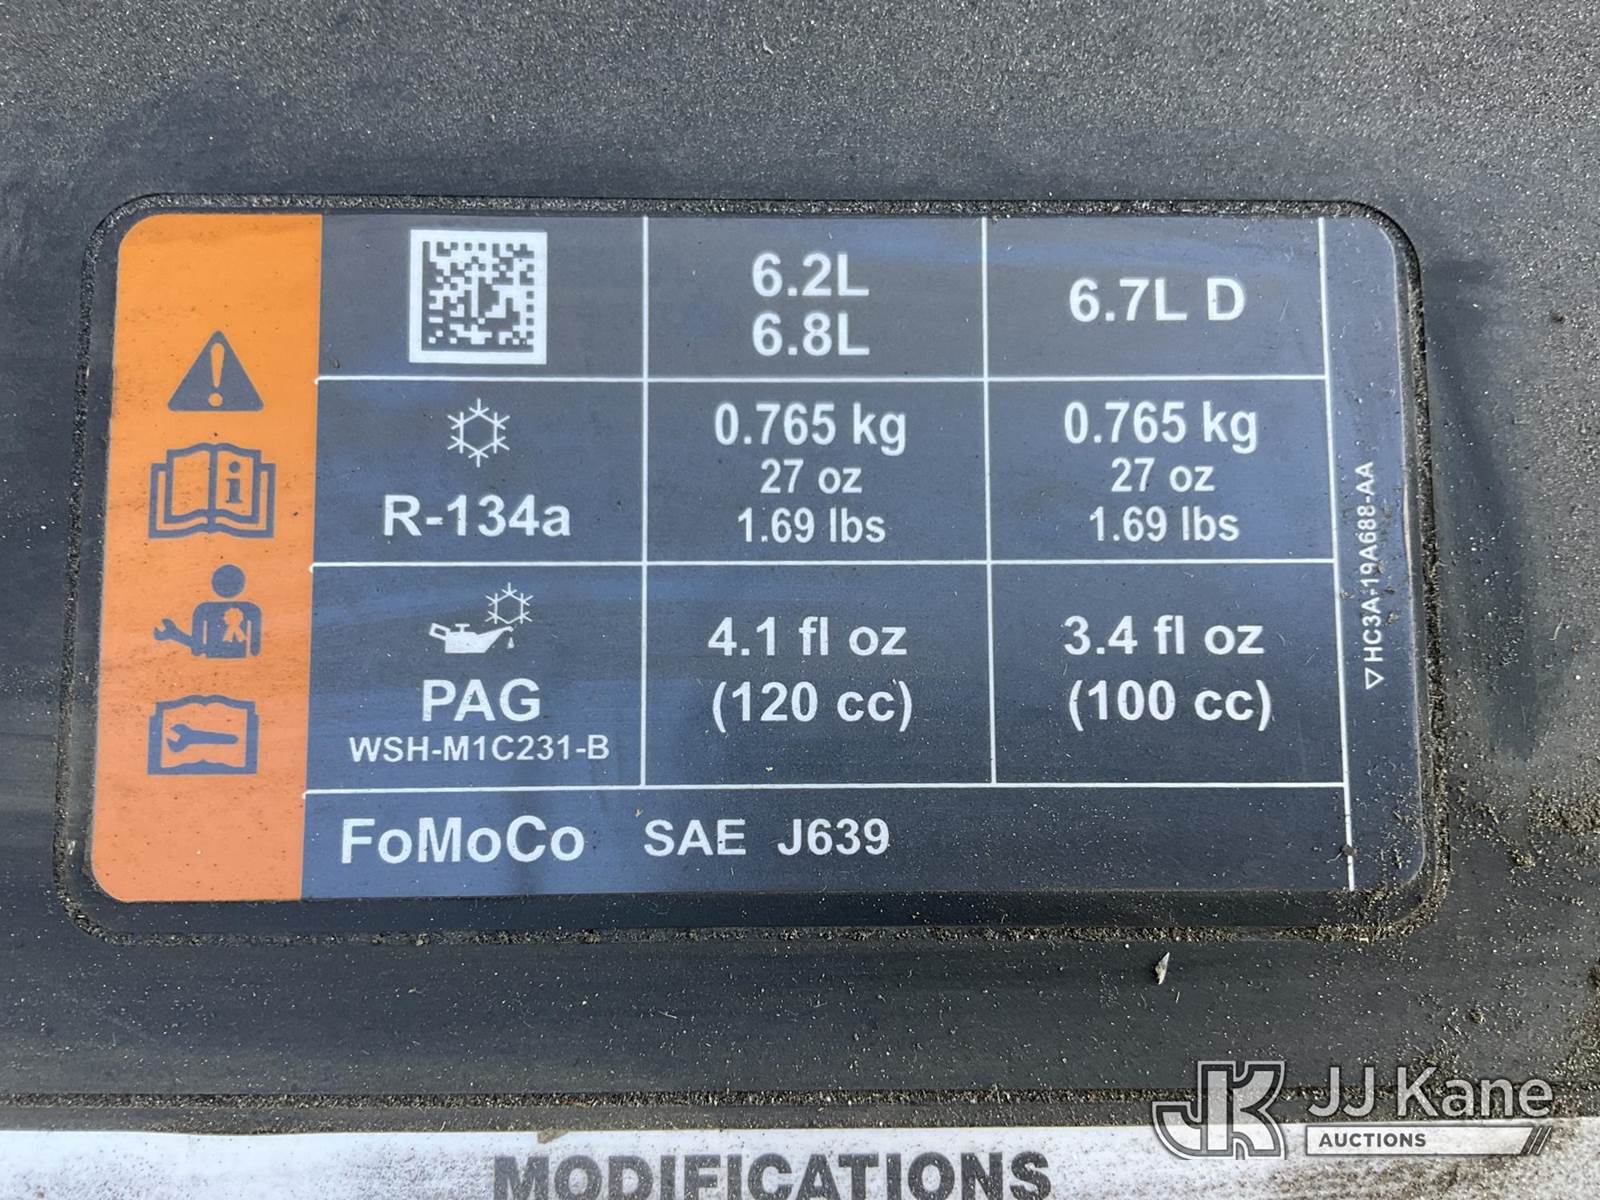 6.2L
6.8L
6.7L D
R-134a
0.765 kg
27 oz
1.69 lbs
0.765 kg
27 oz
1.69 lbs
PAG
WSH-M1C231-B
4.1 fl oz
(120 cc)
3.4 fl oz
(100 cc)
FoMoCo SAE J639
HC3A-19A688-AA
MODIFICATIONS
JK JJ Kane
AUCTIONS